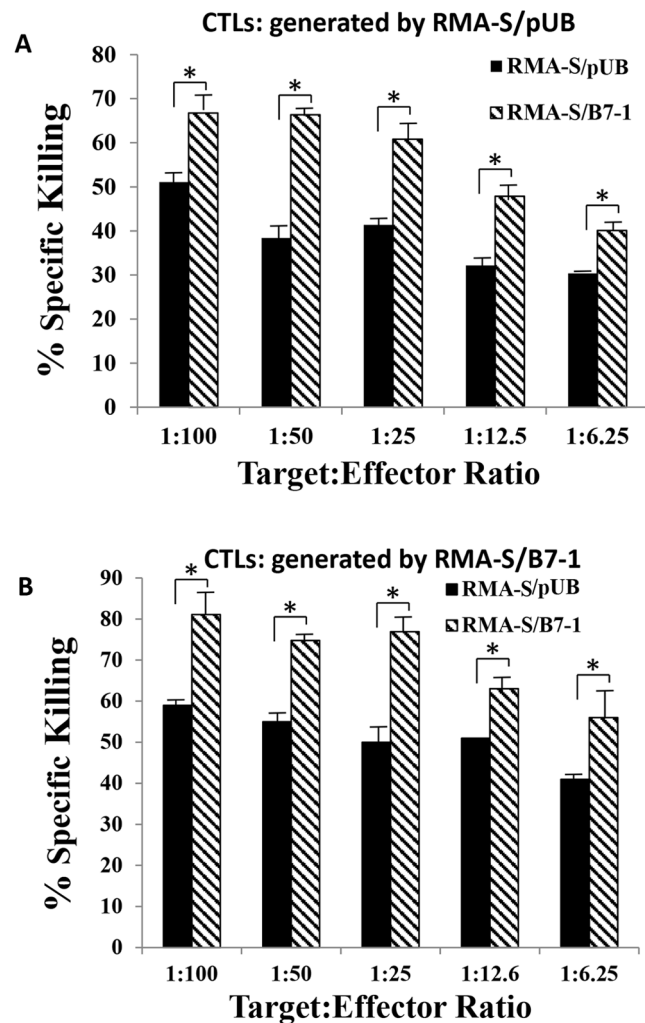 A
CTLs: generated by RMA-S/pUB
RMA-S/pUB
RMA-S/B7-1
% Specific Killing
80
70
60
50
40
30
20
10
0
* * * * *
1:100 1:50 1:25 1:12.5 1:6.25
Target:Effector Ratio
B
CTLs: generated by RMA-S/B7-1
RMA-S/pUB
RMA-S/B7-1
% Specific Killing
90
80
70
60
50
40
30
20
10
0
* * * * *
1:100 1:50 1:25 1:12.6 1:6.25
Target:Effector Ratio